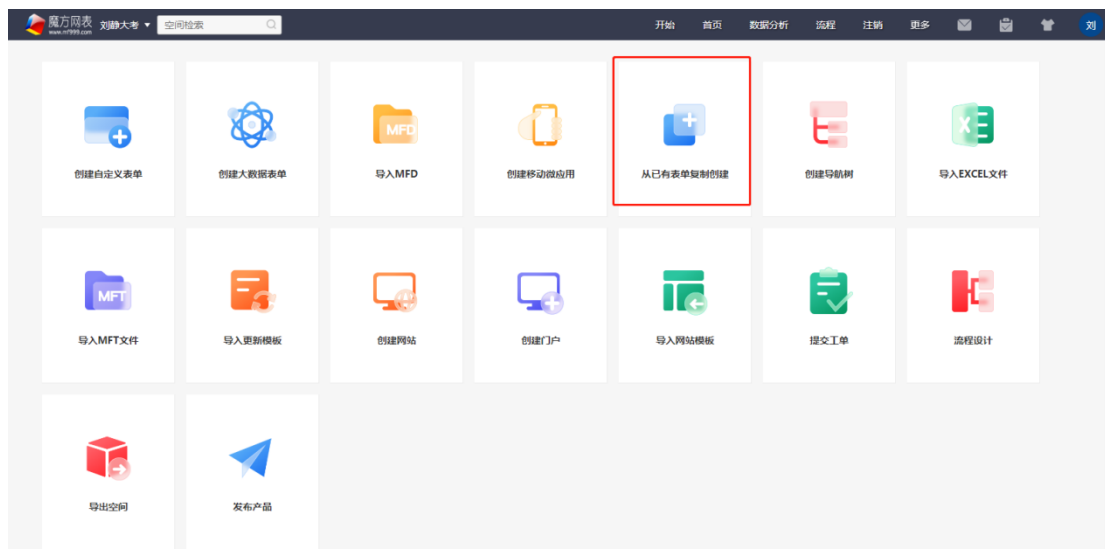 魔方网表 刘静大考 空间检索 开始 首页 数据分析 流程 注销 更多 刘
www.mf999.com
MFD
创建自定义表单 创建大数据表单 导入MFD 创建移动微应用 从已有表单复制创建 创建导航树 导入EXCEL文件
MFT
导入MFT文件 导入更新模板 创建网站 创建门户 导入网站模板 提交工单 流程设计
导出空间 发布产品